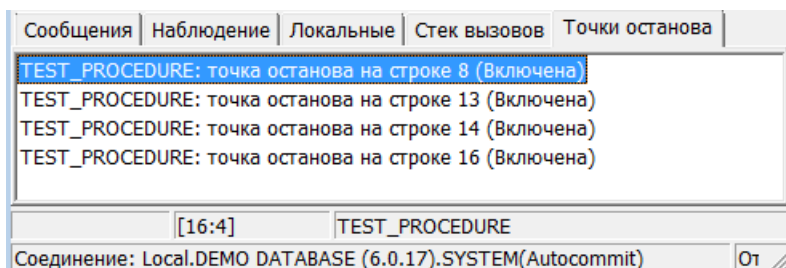 Сообщения Наблюдение Локальные Стек вызовов Точки останова
TEST_PROCEDURE: точка останова на строке 8 (Включена)
TEST_PROCEDURE: точка останова на строке 13 (Включена)
TEST_PROCEDURE: точка останова на строке 14 (Включена)
TEST_PROCEDURE: точка останова на строке 16 (Включена)
[16:4] TEST_PROCEDURE
Соединение: Local.DEMO DATABASE (6.0.17).SYSTEM(Autocommit) От